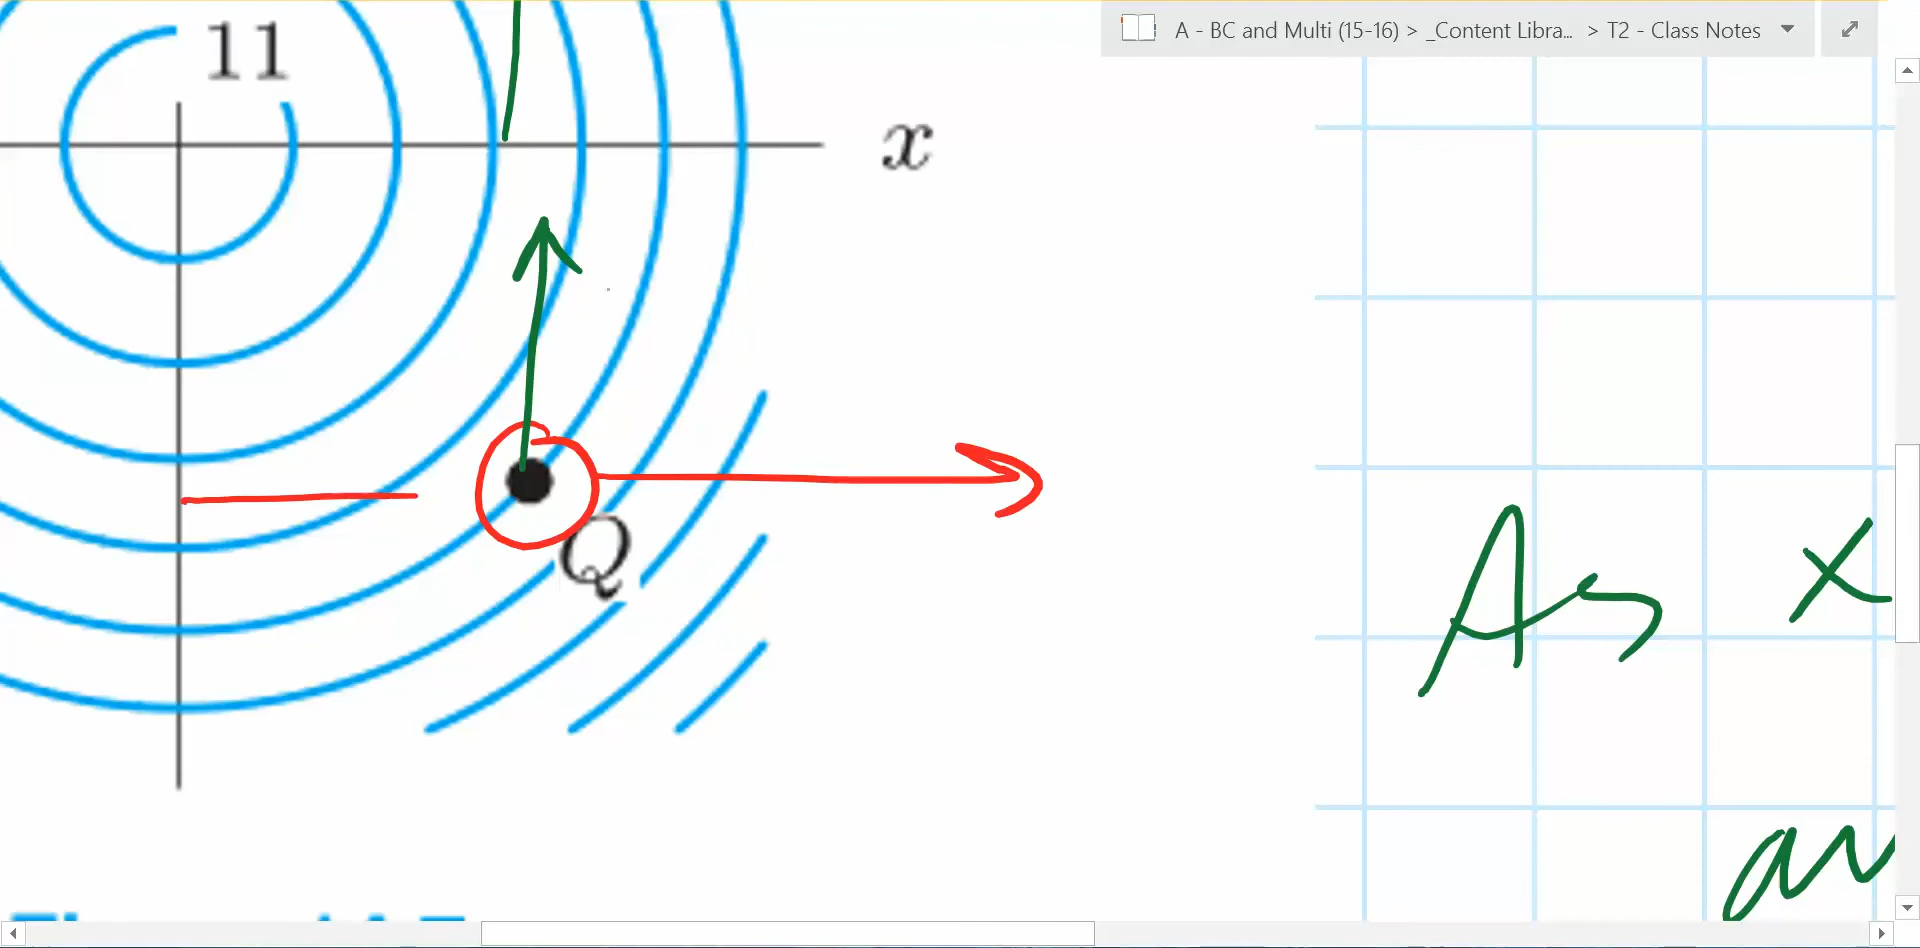 A - BC and Multi (15-16) > _Content Libra... > T2 - Class Notes
11
x
Q
As x